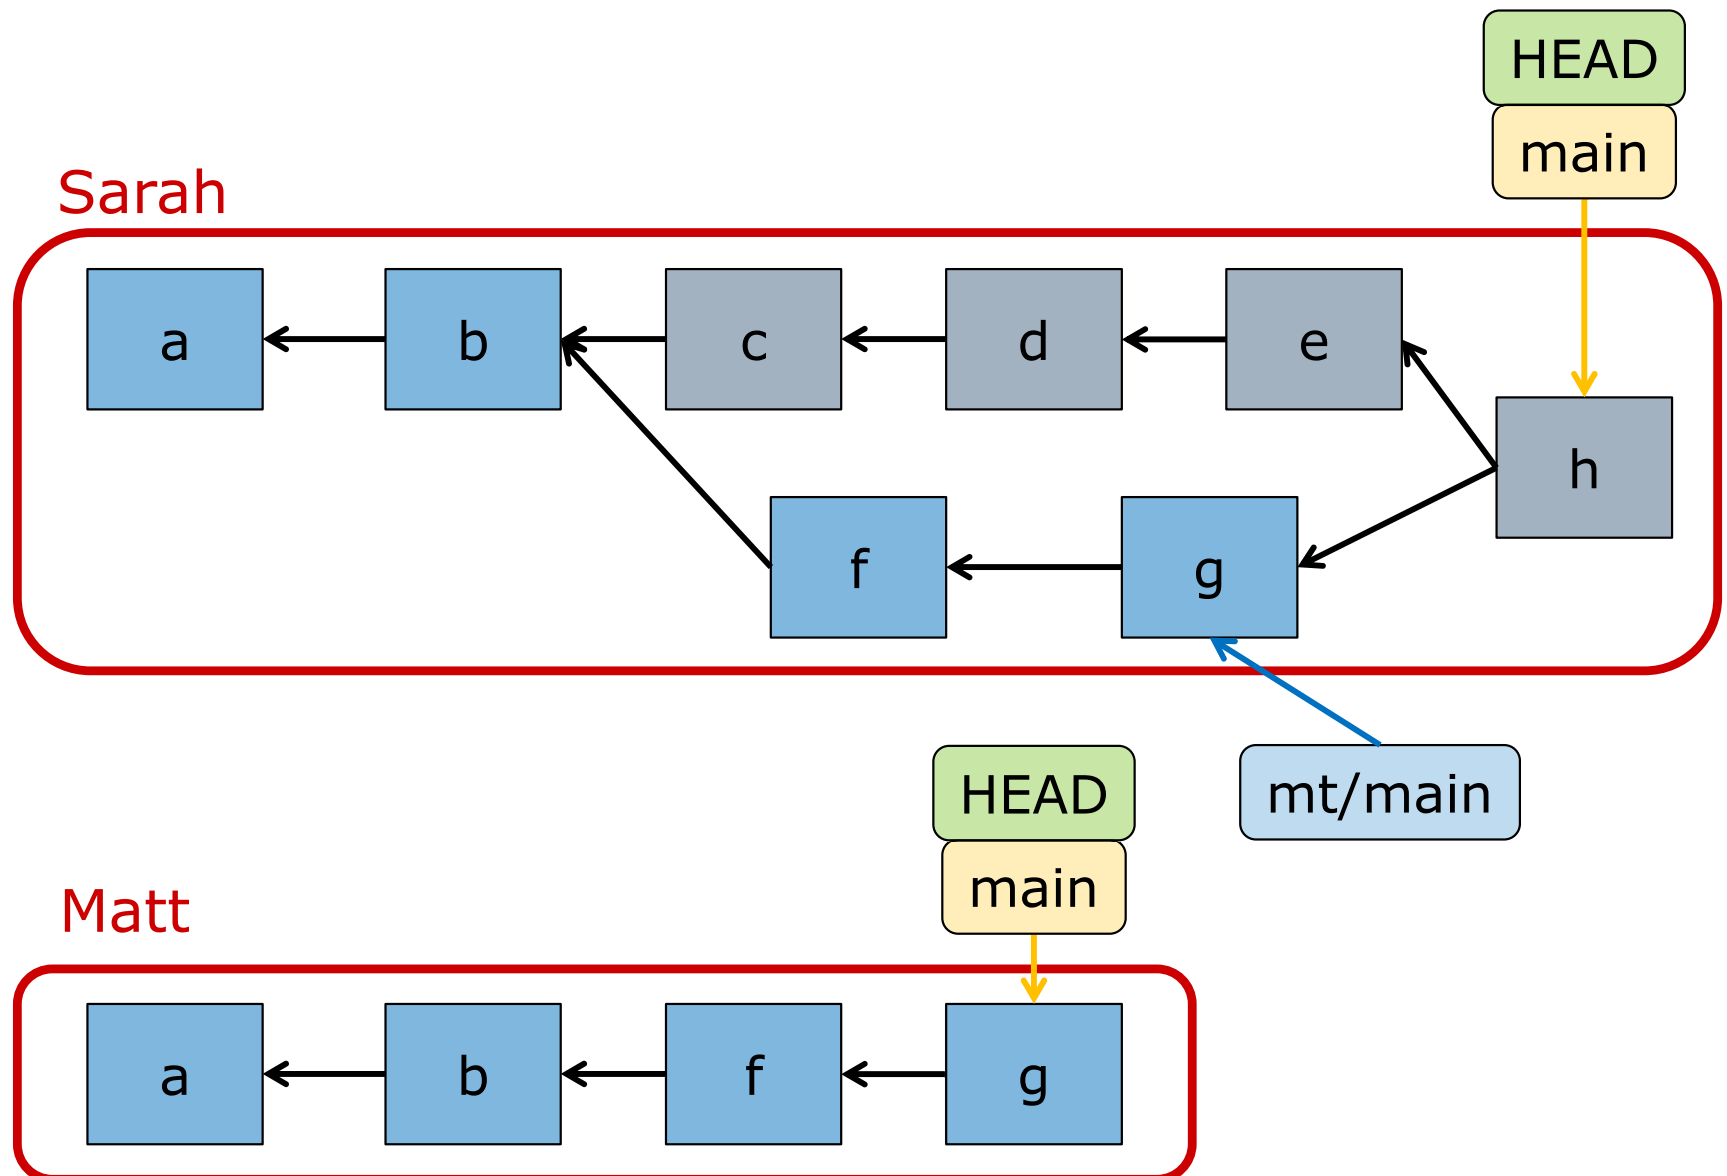 HEAD
main
Sarah
a b c d e
h
f g
HEAD mt/main
main
Matt
a b f g